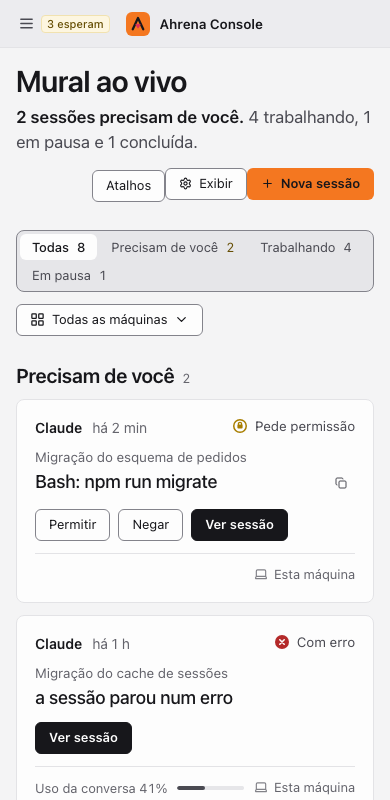 3 esperam
Ahrena Console
Mural ao vivo
2 sessões precisam de você. 4 trabalhando, 1
em pausa e 1 concluída.
Atalhos
Exibir
Nova sessão
Todas 8
Precisam de você 2
Trabalhando 4
Em pausa 1
Todas as máquinas
Precisam de você 2
Claude há 2 min
Pede permissão
Migração do esquema de pedidos
Bash: npm run migrate
Permitir
Negar
Ver sessão
Esta máquina
Claude há 1 h
Com erro
Migração do cache de sessões
a sessão parou num erro
Ver sessão
Uso da conversa 41%
Esta máquina